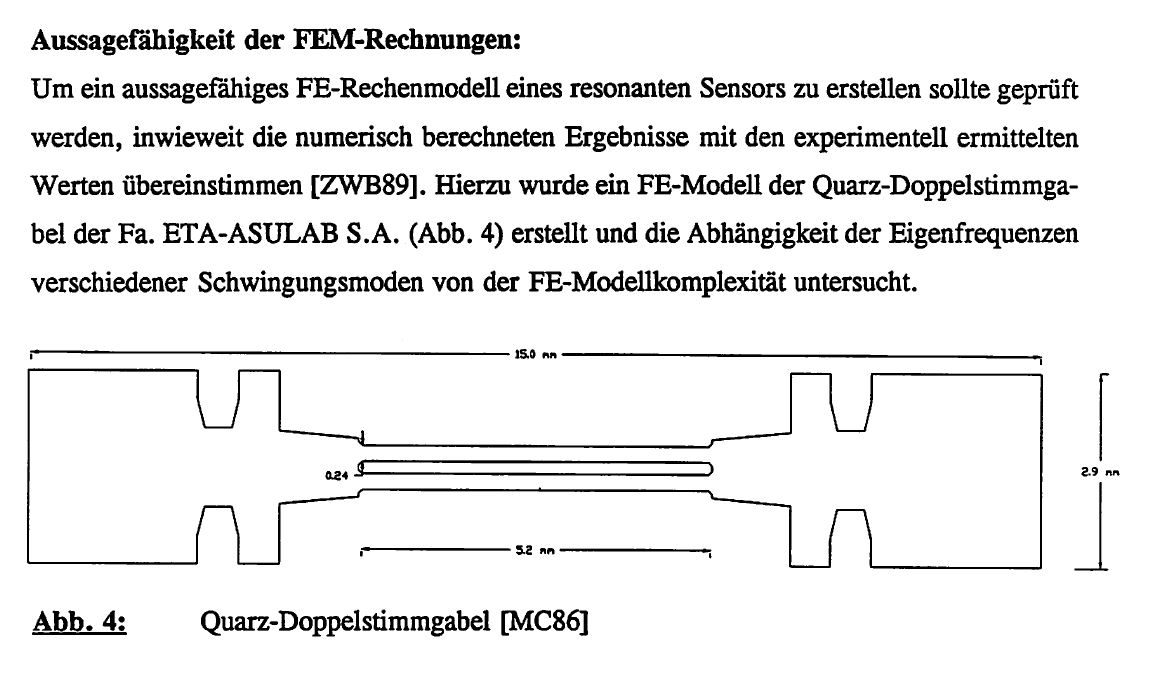 Aussagefähigkeit der FEM-Rechnungen:
Um ein aussagefähiges FE-Rechenmodell eines resonanten Sensors zu erstellen sollte geprüft
werden, inwieweit die numerisch berechneten Ergebnisse mit den experimentell ermittelten
Werten übereinstimmen [ZWB89]. Hierzu wurde ein FE-Modell der Quarz-Doppelstimmga-
bel der Fa. ETA-ASULAB S.A. (Abb. 4) erstellt und die Abhängigkeit der Eigenfrequenzen
verschiedener Schwingungsmoden von der FE-Modellkomplexität untersucht.
15.0 mm
0.24
2.9 mm
5.2 mm
Abb. 4: Quarz-Doppelstimmgabel [MC86]